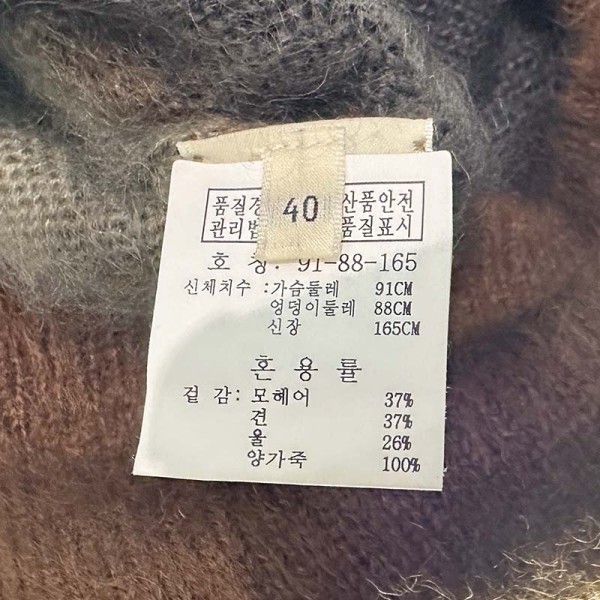 40
품질경 산품안전
관리법 품질표시
호 칭: 91-88-165
신체치수 :가슴둘레 91CM
엉덩이둘레 88CM
신장 165CM
혼 용 률
겉 감: 모헤어 37%
견 37%
울 26%
양가죽 100%